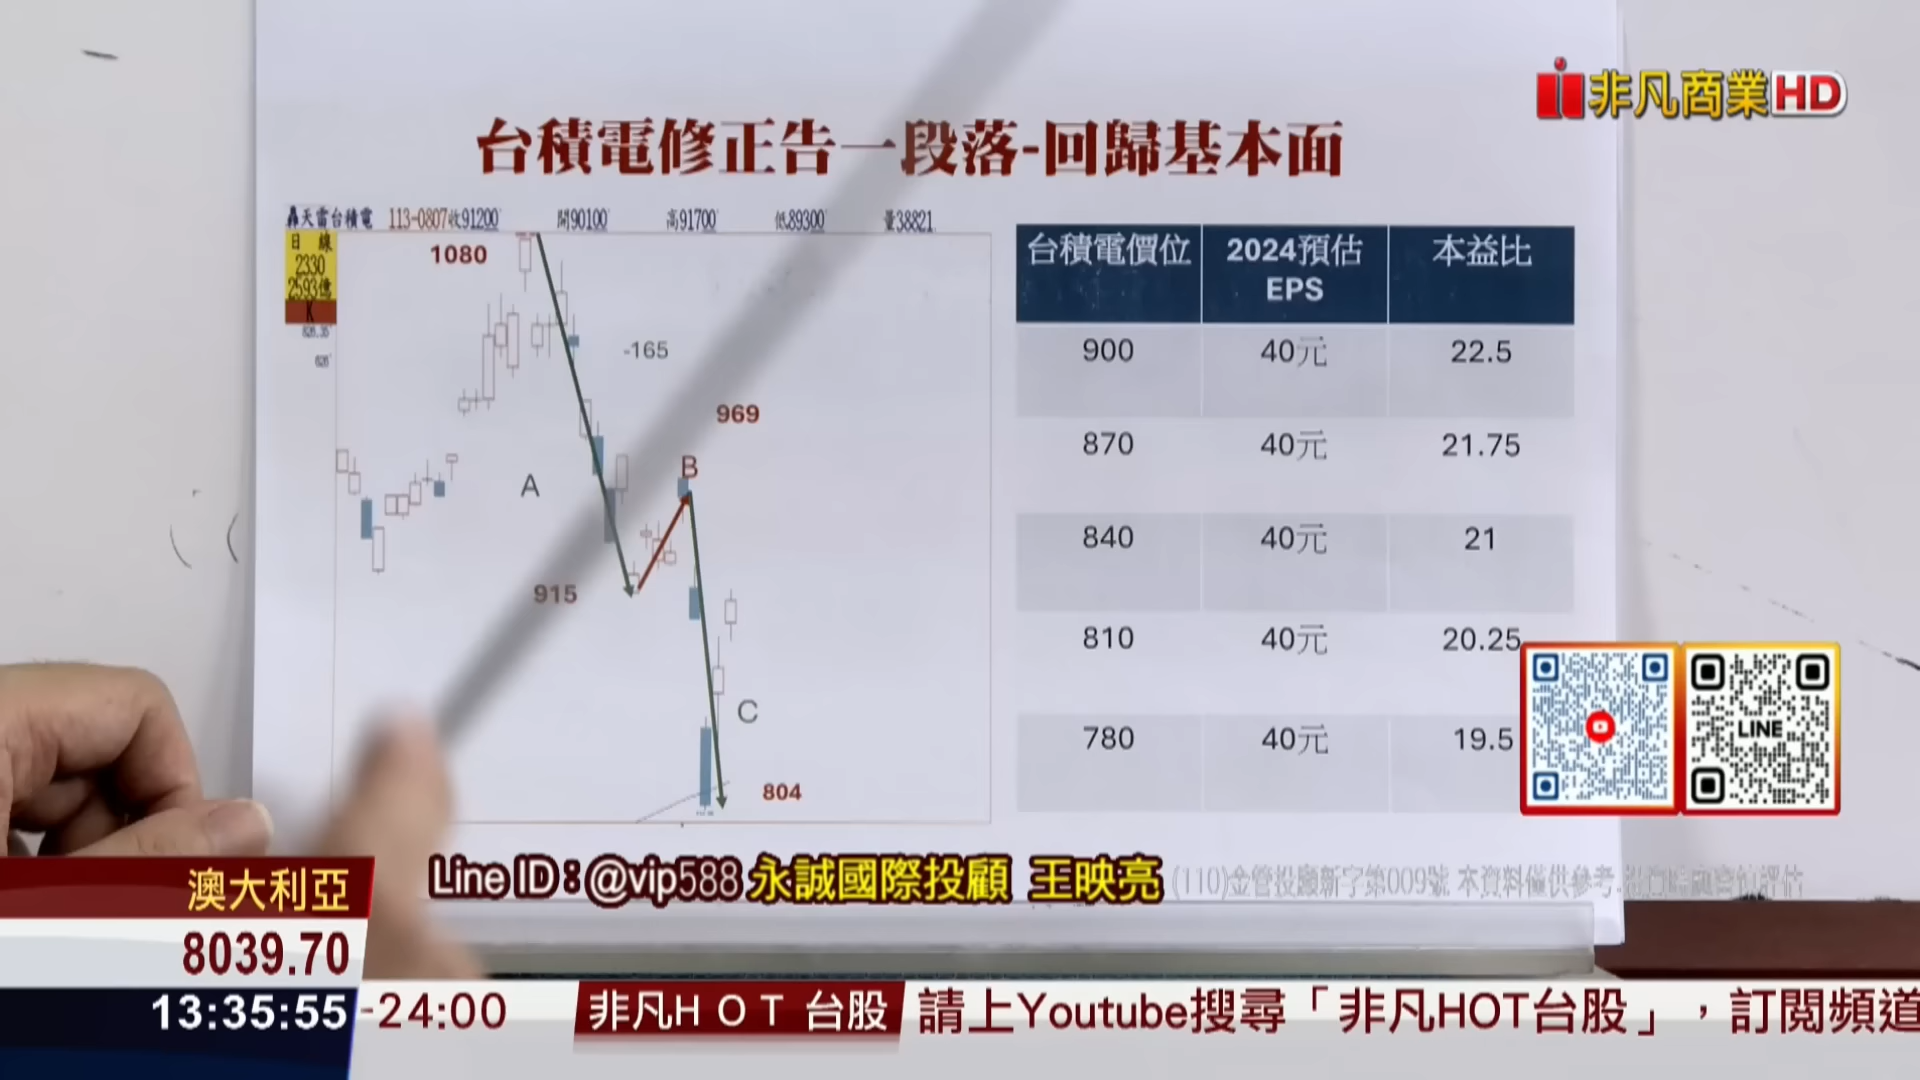 非凡商業HD
台積電修正告一段落-回歸基本面
轟天雷台積電 113-0807收91200 開90100 高91700 低89300 量38821
日線
2330
2593億
K
1080
-165
969
B
A
915
C
804
台積電價位 2024預估EPS 本益比
900 40元 22.5
870 40元 21.75
840 40元 21
810 40元 20.25
780 40元 19.5
LINE
Line ID：@vip588 永誠國際投顧 王映亮 (110)金管投顧新字第009號 本資料僅供參考
澳大利亞
8039.70
13:35:55
-24:00 非凡HOT 台股 請上Youtube搜尋「非凡HOT台股」，訂閱頻道